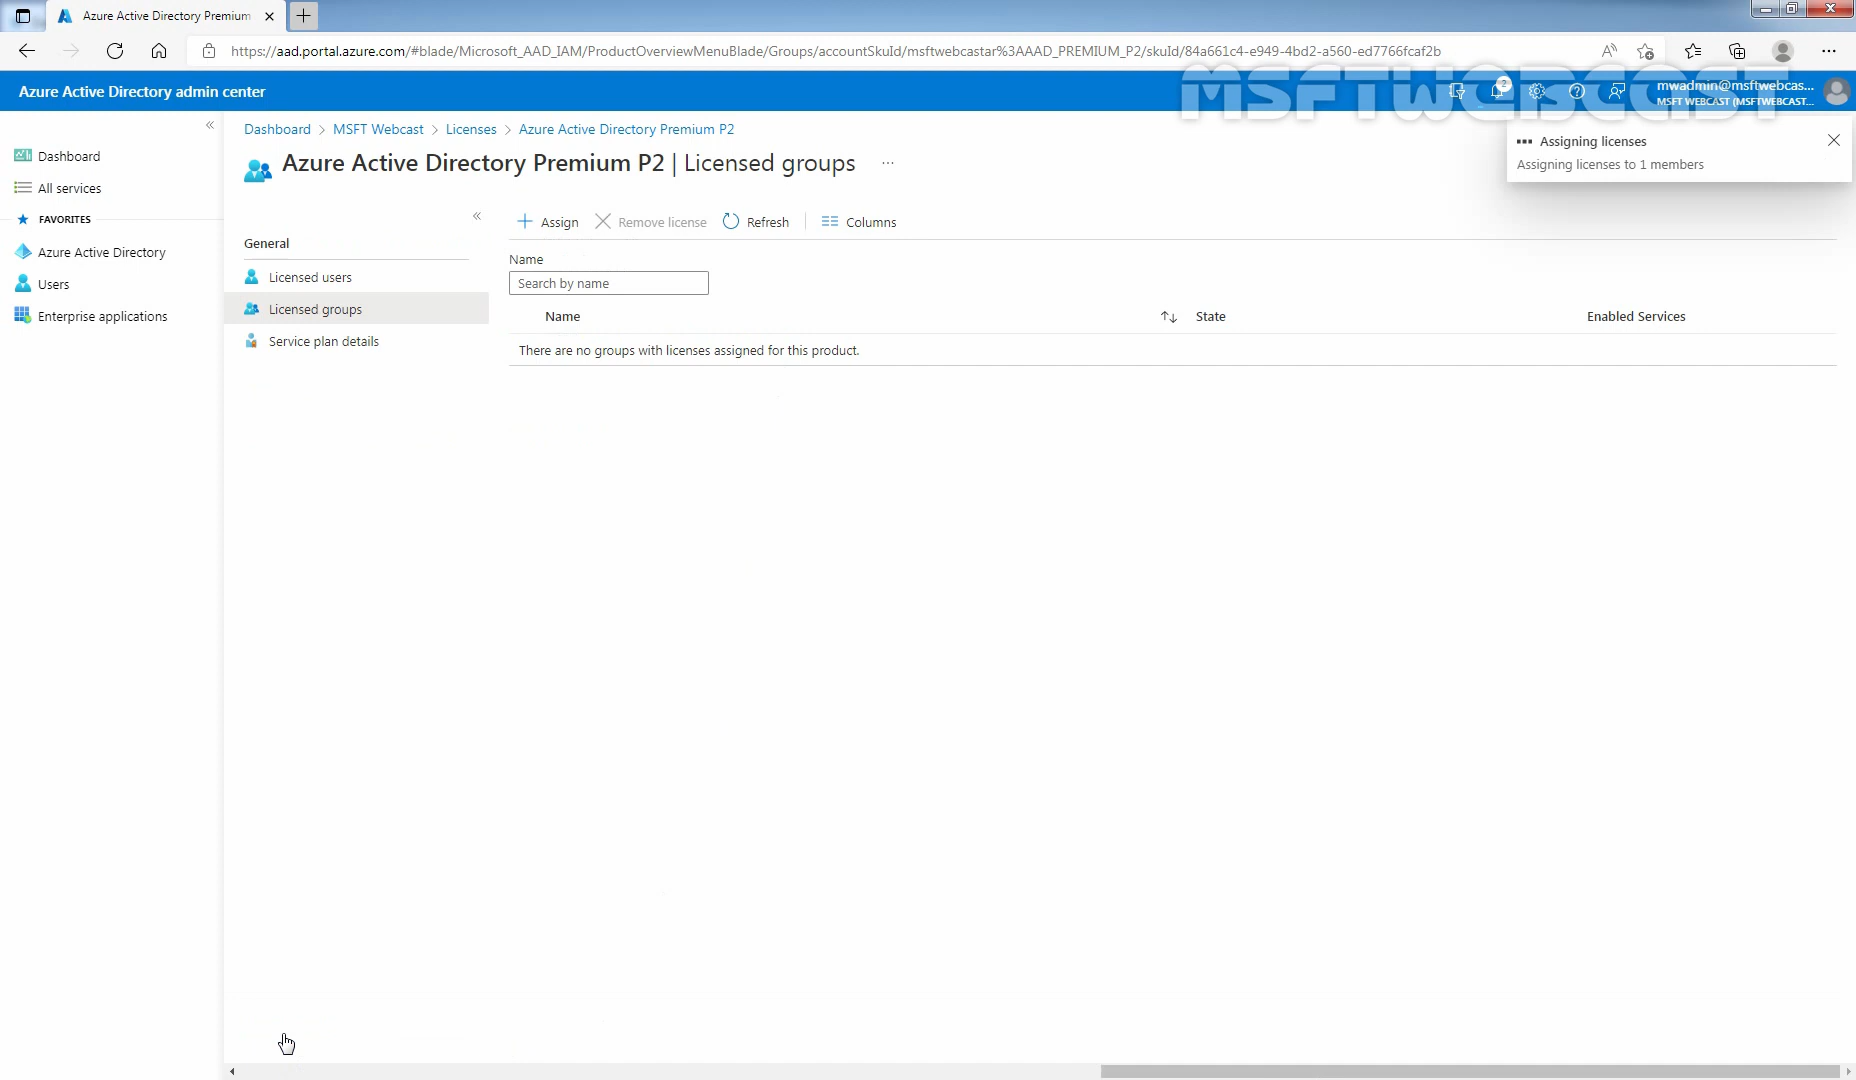 Azure Active Directory Premium
https://aad.portal.azure.com/#blade/Microsoft_AAD_IAM/ProductOverviewMenuBlade/Groups/accountSkuId/msftwebcastar%3AAAD_PREMIUM_P2/skuId/84a661c4-e949-4bd2-a560-ed7766fcaf2b
MSFTWEBCAST
Azure Active Directory admin center
2
mwadmin@msftwebcas...
MSFT WEBCAST (MSFTWEBCAST...
Dashboard > MSFT Webcast > Licenses > Azure Active Directory Premium P2
Azure Active Directory Premium P2 | Licensed groups ...
Assigning licenses
Assigning licenses to 1 members
Dashboard
All services
FAVORITES
Azure Active Directory
Users
Enterprise applications
General
Licensed users
Licensed groups
Service plan details
Assign Remove license Refresh Columns
Name
Search by name
Name State Enabled Services
There are no groups with licenses assigned for this product.